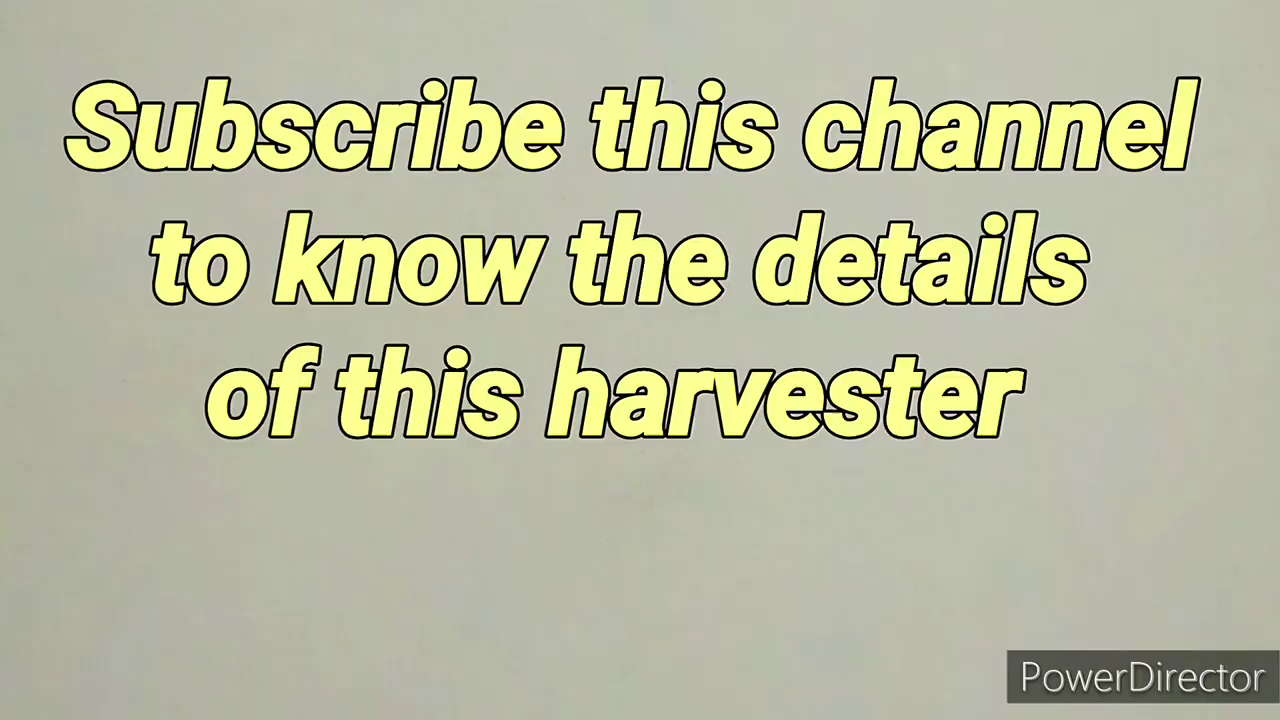 Subscribe this channel
to know the details
of this harvester
PowerDirector